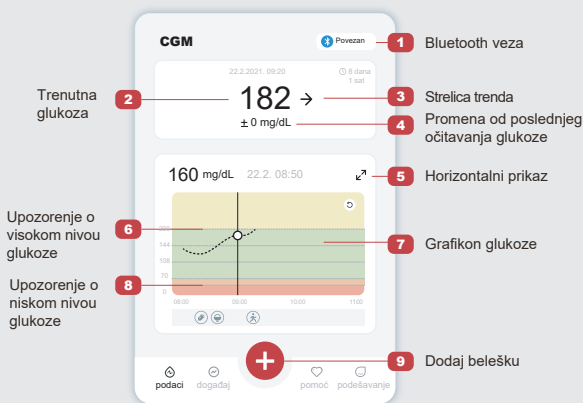 CGM
Povezan
1
Bluetooth veza
22.2.2021. 09:20
8 dana
1 sat
Trenutna
glukoza
2
182 →
3
Strelica trenda
± 0 mg/dL
4
Promena od poslednjeg
očitavanja glukoze
160 mg/dL
22.2. 08:50
5
Horizontalni prikaz
Upozorenje o
visokom nivou
glukoze
6
144
108
70
0
7
Grafikon glukoze
Upozorenje o
niskom nivou
glukoze
8
08:00
09:00
10:00
11:00
+
9
Dodaj belešku
podaci
događaj
pomoć
podešavanje